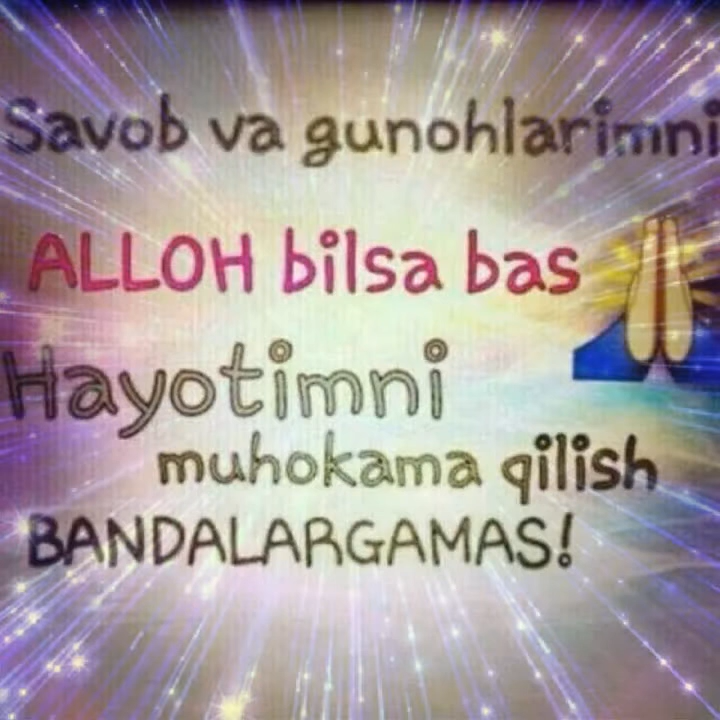 Savob va gunohlarimni
ALLOH bilsa bas
Hayotimni
muhokama qilish
BANDALARGAMAS!